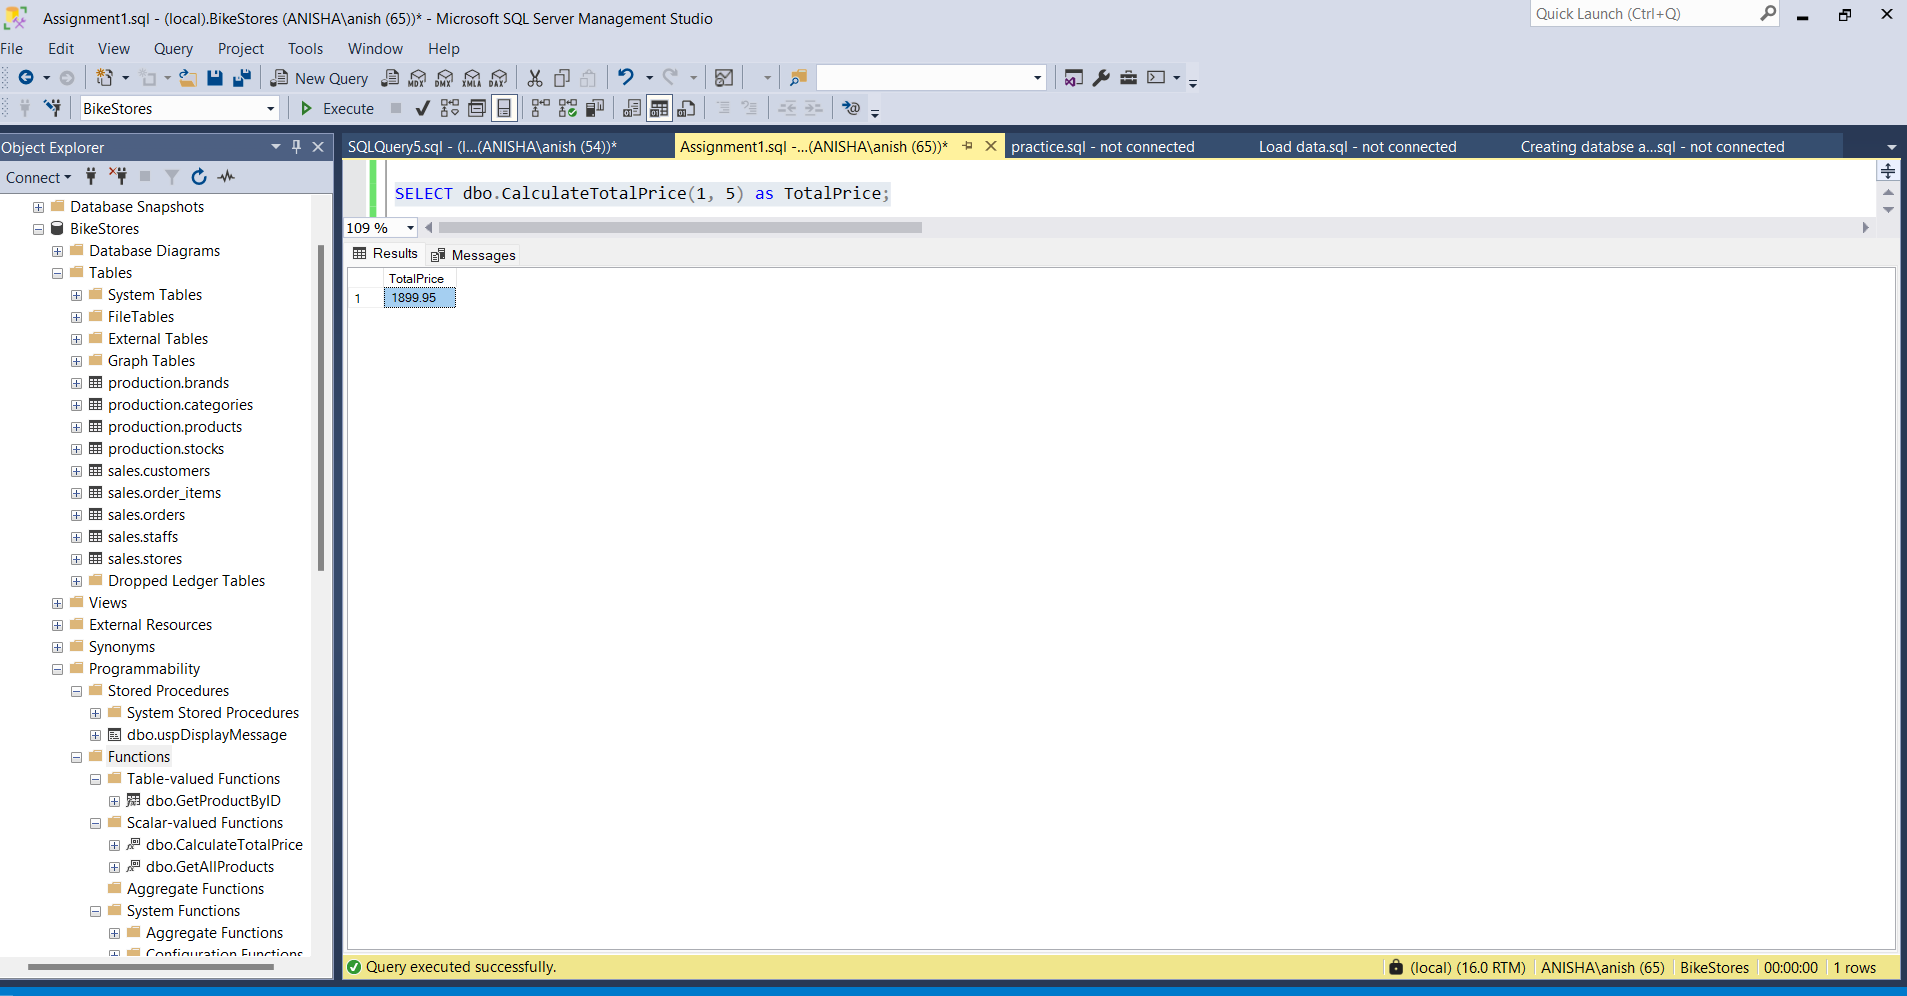 Assignment1.sql - (local).BikeStores (ANISHA\anish (65))* - Microsoft SQL Server Management Studio
Quick Launch (Ctrl+Q)
File Edit View Query Project Tools Window Help
New Query MDX DMX XMLA DAX
BikeStores Execute
Object Explorer
SQLQuery5.sql - (l...(ANISHA\anish (54))* Assignment1.sql -...(ANISHA\anish (65))* practice.sql - not connected Load data.sql - not connected Creating databse a...sql - not connected
Connect
SELECT dbo.CalculateTotalPrice(1, 5) as TotalPrice;
109 %
Results Messages
TotalPrice
1 1899.95
Database Snapshots
BikeStores
Database Diagrams
Tables
System Tables
FileTables
External Tables
Graph Tables
production.brands
production.categories
production.products
production.stocks
sales.customers
sales.order_items
sales.orders
sales.staffs
sales.stores
Dropped Ledger Tables
Views
External Resources
Synonyms
Programmability
Stored Procedures
System Stored Procedures
dbo.uspDisplayMessage
Functions
Table-valued Functions
dbo.GetProductByID
Scalar-valued Functions
dbo.CalculateTotalPrice
dbo.GetAllProducts
Aggregate Functions
System Functions
Aggregate Functions
Configuration Functions
Query executed successfully. (local) (16.0 RTM) ANISHA\anish (65) BikeStores 00:00:00 1 rows